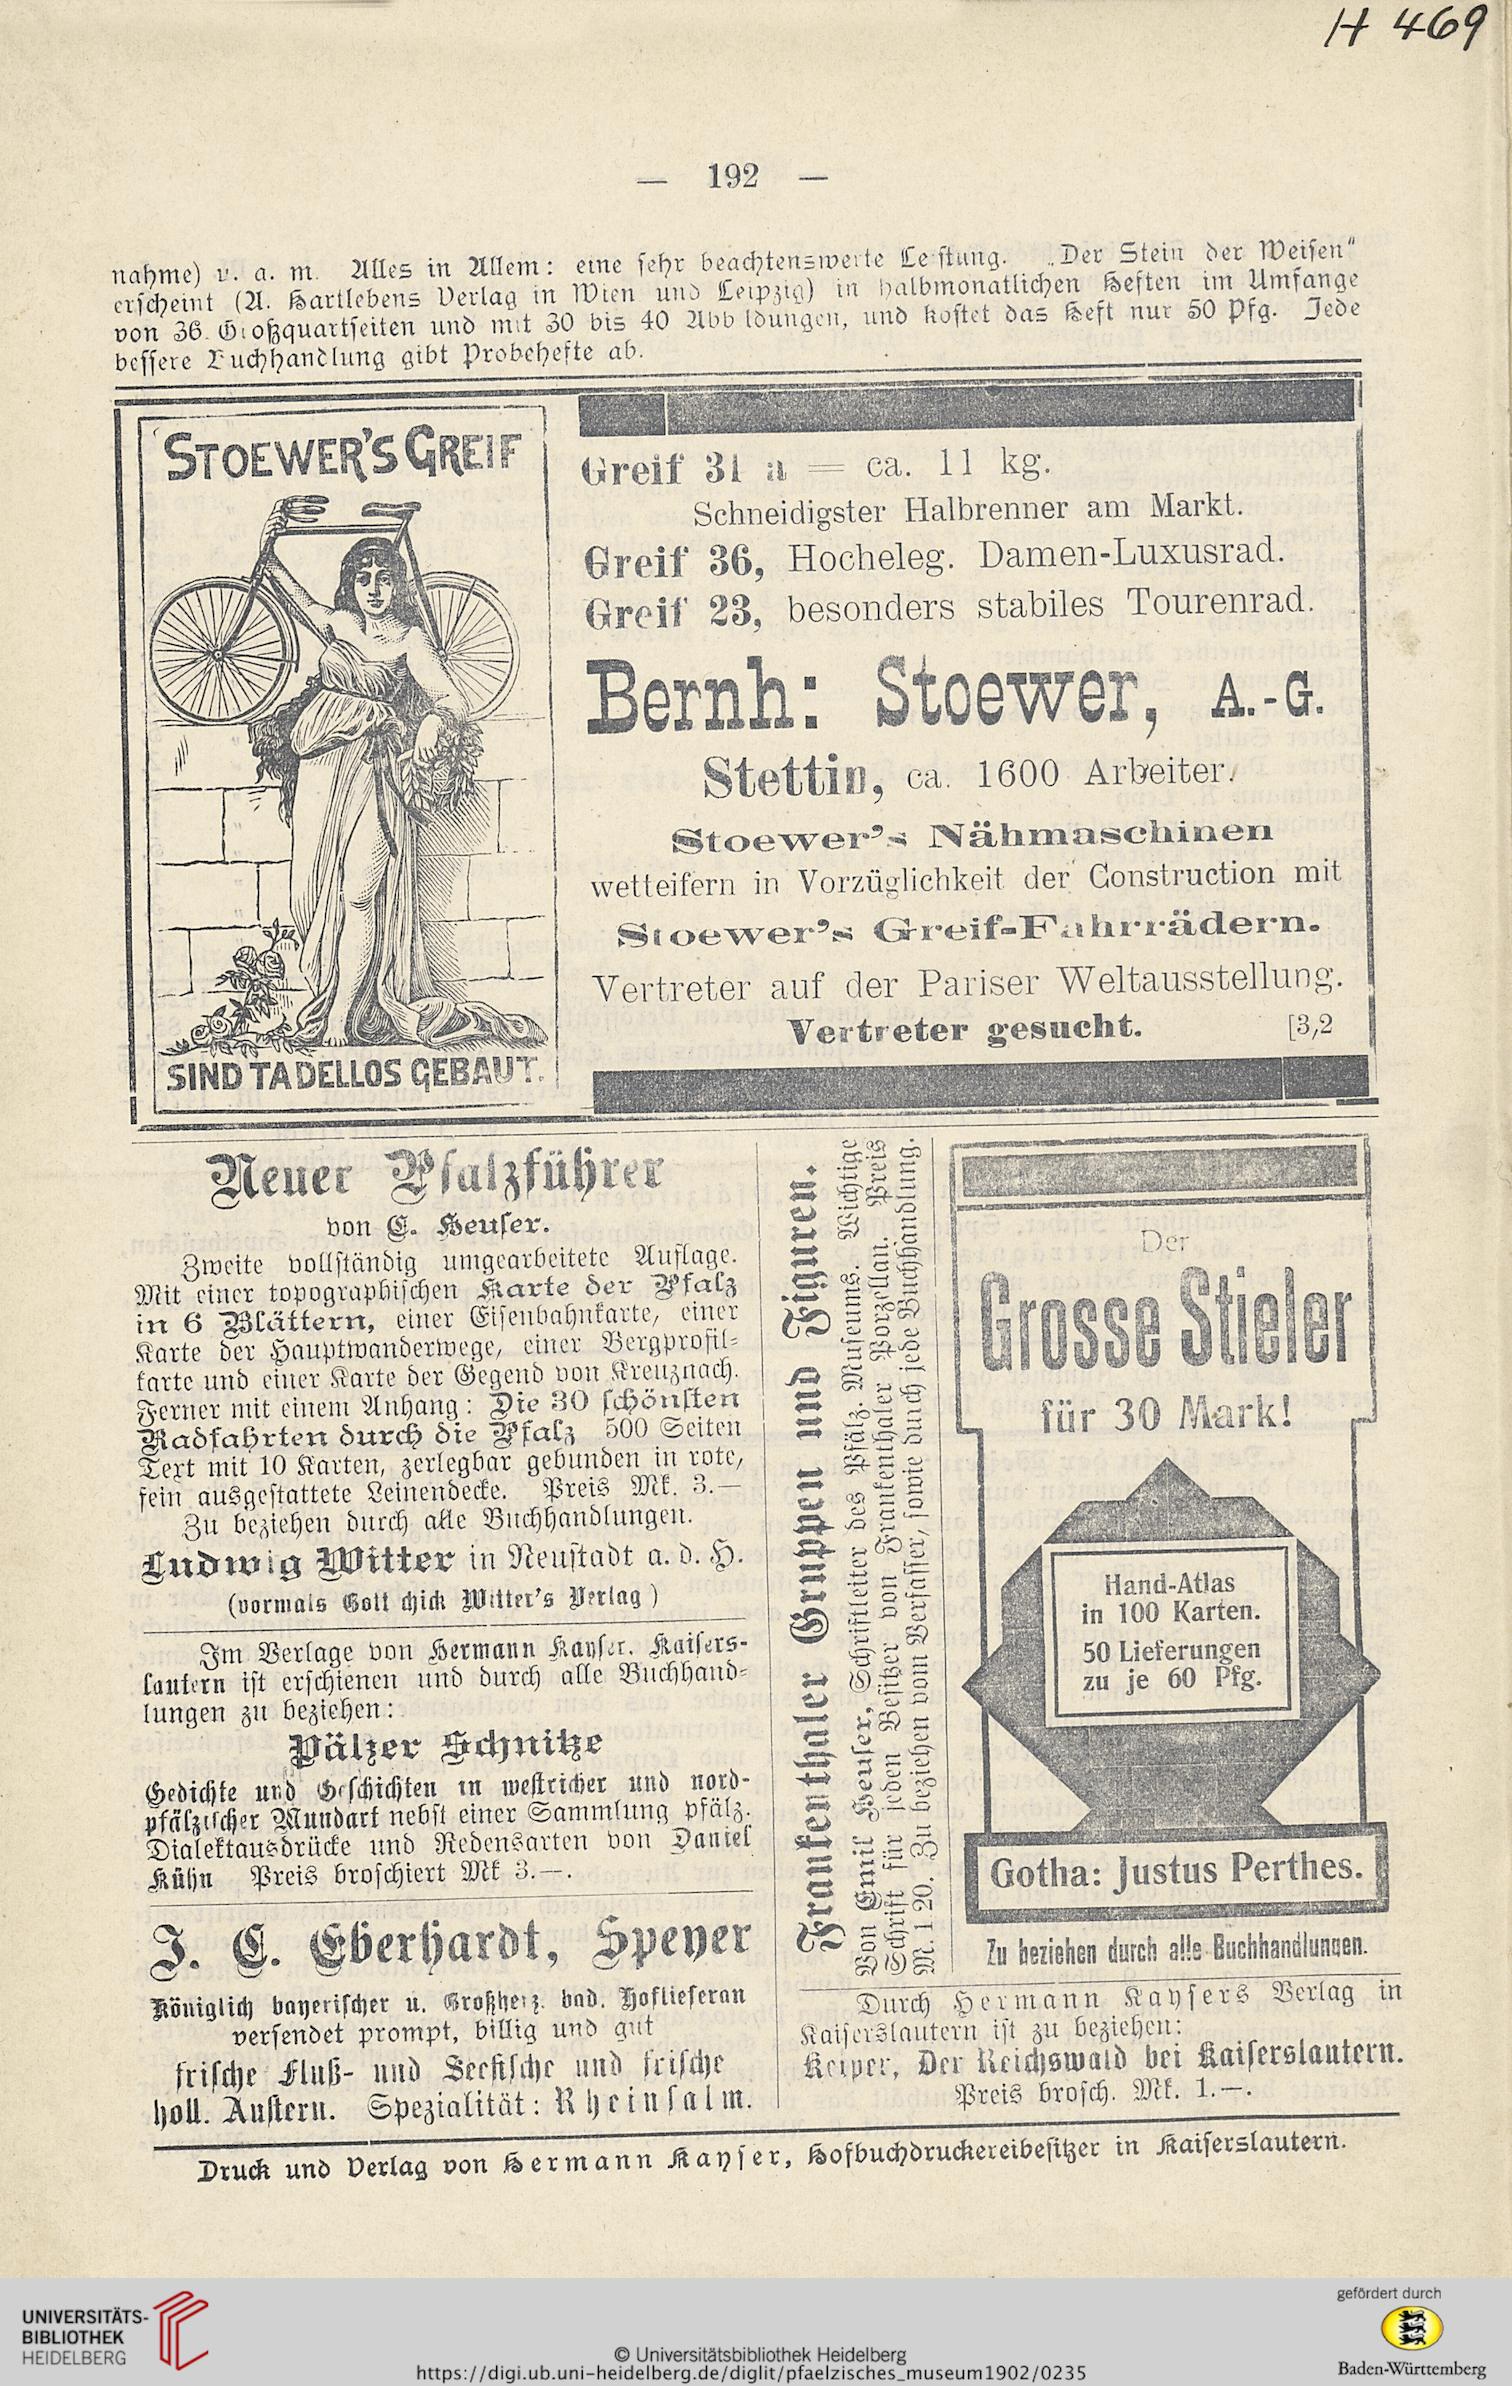 H 469
— 192 —
nahme) u. a. m. Alles in Allem: eine sehr beachtenswerte Leistung. „Der Stein der Weisen“
erscheint (A. Hartlebens Verlag in Wien und Leipzig) in halbmonatlichen Heften im Umfange
von 36 Großquartseiten und mit 30 bis 40 Abbildungen, und kostet das Heft nur 50 Pfg. Jede
bessere Buchhandlung gibt Probehefte ab.
STOEWER'S GREIF
SIND TADELLOS GEBAUT.
Greif 31 a = ca. 11 kg.
Schneidigster Halbrenner am Markt.
Greif 36, Hocheleg. Damen-Luxusrad.
Greif 23, besonders stabiles Tourenrad.
Bernh: Stoewer, A.-G.
Stettin, ca. 1600 Arbeiter.
Stoewer's Nähmaschinen
wetteifern in Vorzüglichkeit der Construction mit
Stoewer's Greif-Fahrrädern.
Vertreter auf der Pariser Weltausstellung.
Vertreter gesucht. [3,2
Neuer Pfalzführer
von E. Heuser.
Zweite vollständig umgearbeitete Auflage.
Mit einer topographischen Karte der Pfalz
in 6 Blättern, einer Eisenbahnkarte, einer
Karte der Hauptwanderwege, einer Bergprofil-
karte und einer Karte der Gegend von Kreuznach.
Ferner mit einem Anhang: Die 30 schönsten
Radfahrten durch die Pfalz 500 Seiten
Text mit 10 Karten, zerlegbar gebunden in rote,
fein ausgestattete Leinendecke. Preis Mk. 3.—
Zu beziehen durch alle Buchhandlungen.
Ludwig Witter in Neustadt a. d. H.
(vormals Gottschick Witter's Verlag)
Im Verlage von Hermann Kayser, Kaisers-
lautern ist erschienen und durch alle Buchhand-
lungen zu beziehen:
Pälzer Schnitze
Gedichte und Geschichten in westricher und nord-
pfälzischer Mundart nebst einer Sammlung pfälz.
Dialektausdrücke und Redensarten von Daniel
Kühn Preis broschiert Mk 3.—.
J. C. Eberhardt, Speyer
Königlich bayerischer u. Großherz. bad. Hoflieferan
versendet prompt, billig und gut
frische Fluß- und Seefische und frische
holl. Austern. Spezialität: Rheinsalm.
Frankenthaler Gruppen und Figuren.
Von Emil Heuser, Schriftleiter des Pfälz. Museums. Wichtige
Schrift für jeden Besitzer von Frankenthaler Porzellan. Preis
M. 1 20. Zu beziehen vom Verfasser, sowie durch jede Buchhandlung.
Der
Grosse Stieler
für 30 Mark!
Hand-Atlas
in 100 Karten.
50 Lieferungen
zu je 60 Pfg.
Gotha: Justus Perthes.
Zu beziehen durch alle Buchhandlungen.
Durch Hermann Kaysers Verlag in
Kaiserslautern ist zu beziehen:
Keiper, Der Reichswald bei Kaiserslautern.
Preis brosch. Mk. 1.—.
Druck und Verlag von Hermann Kayser, Hofbuchdruckereibesitzer in Kaiserslautern.
UNIVERSITÄTS-
BIBLIOTHEK
HEIDELBERG
© Universitätsbibliothek Heidelberg
https://digi.ub.uni-heidelberg.de/diglit/pfaelzisches_museum1902/0235
gefördert durch
Baden-Württemberg